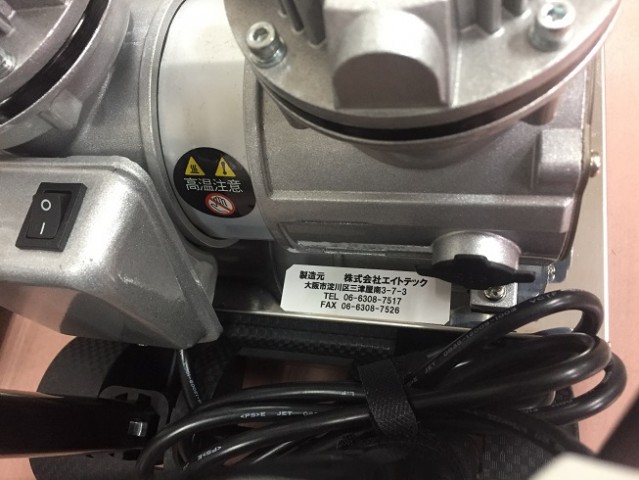 高温注意
O
I
製造元 株式会社エイトテック
大阪市淀川区三津屋南3-7-3
TEL 06-6308-7517
FAX 06-6308-7526
<PS>E JET